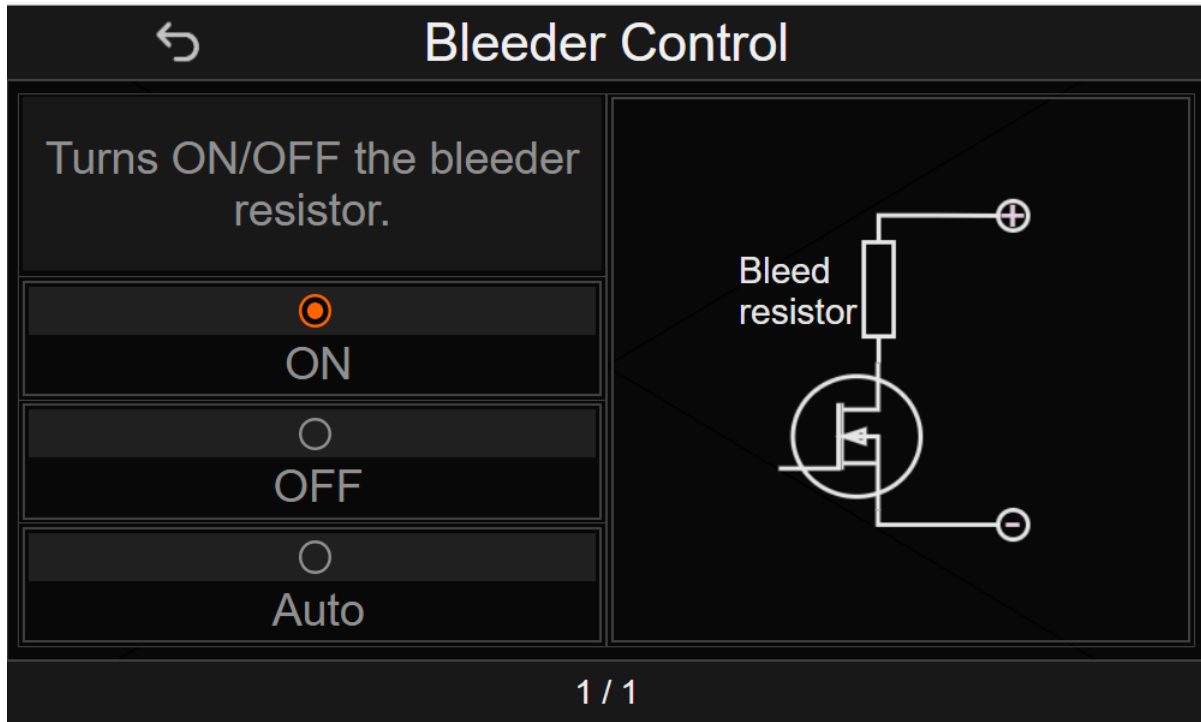 Bleeder Control
Turns ON/OFF the bleeder
resistor.
ON
OFF
Auto
Bleed
resistor
+
-
1 / 1